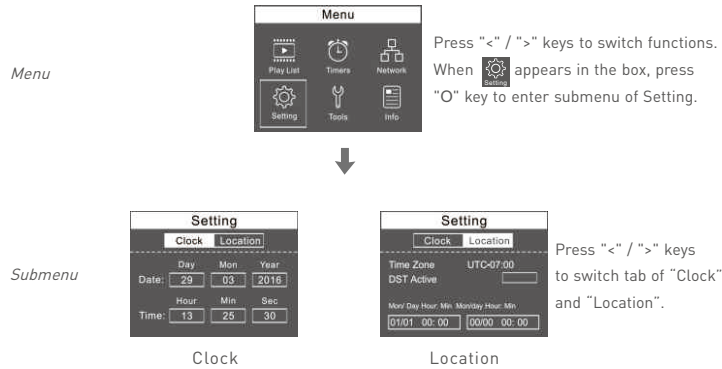 Menu
Menu
Play List Timers Network
Setting Tools Info
Press "<" / ">" keys to switch functions.
When Setting appears in the box, press
"O" key to enter submenu of Setting.
Submenu
Setting
Clock Location
Day Mon Year
Date: 29 03 2016
Hour Min Sec
Time: 13 25 30
Clock
Setting
Clock Location
Time Zone UTC-07:00
DST Active
Mon/ Day Hour: Min Mon/day Hour: Min
01/01 00: 00 00/00 00: 00
Location
Press "<" / ">" keys
to switch tab of "Clock"
and "Location".